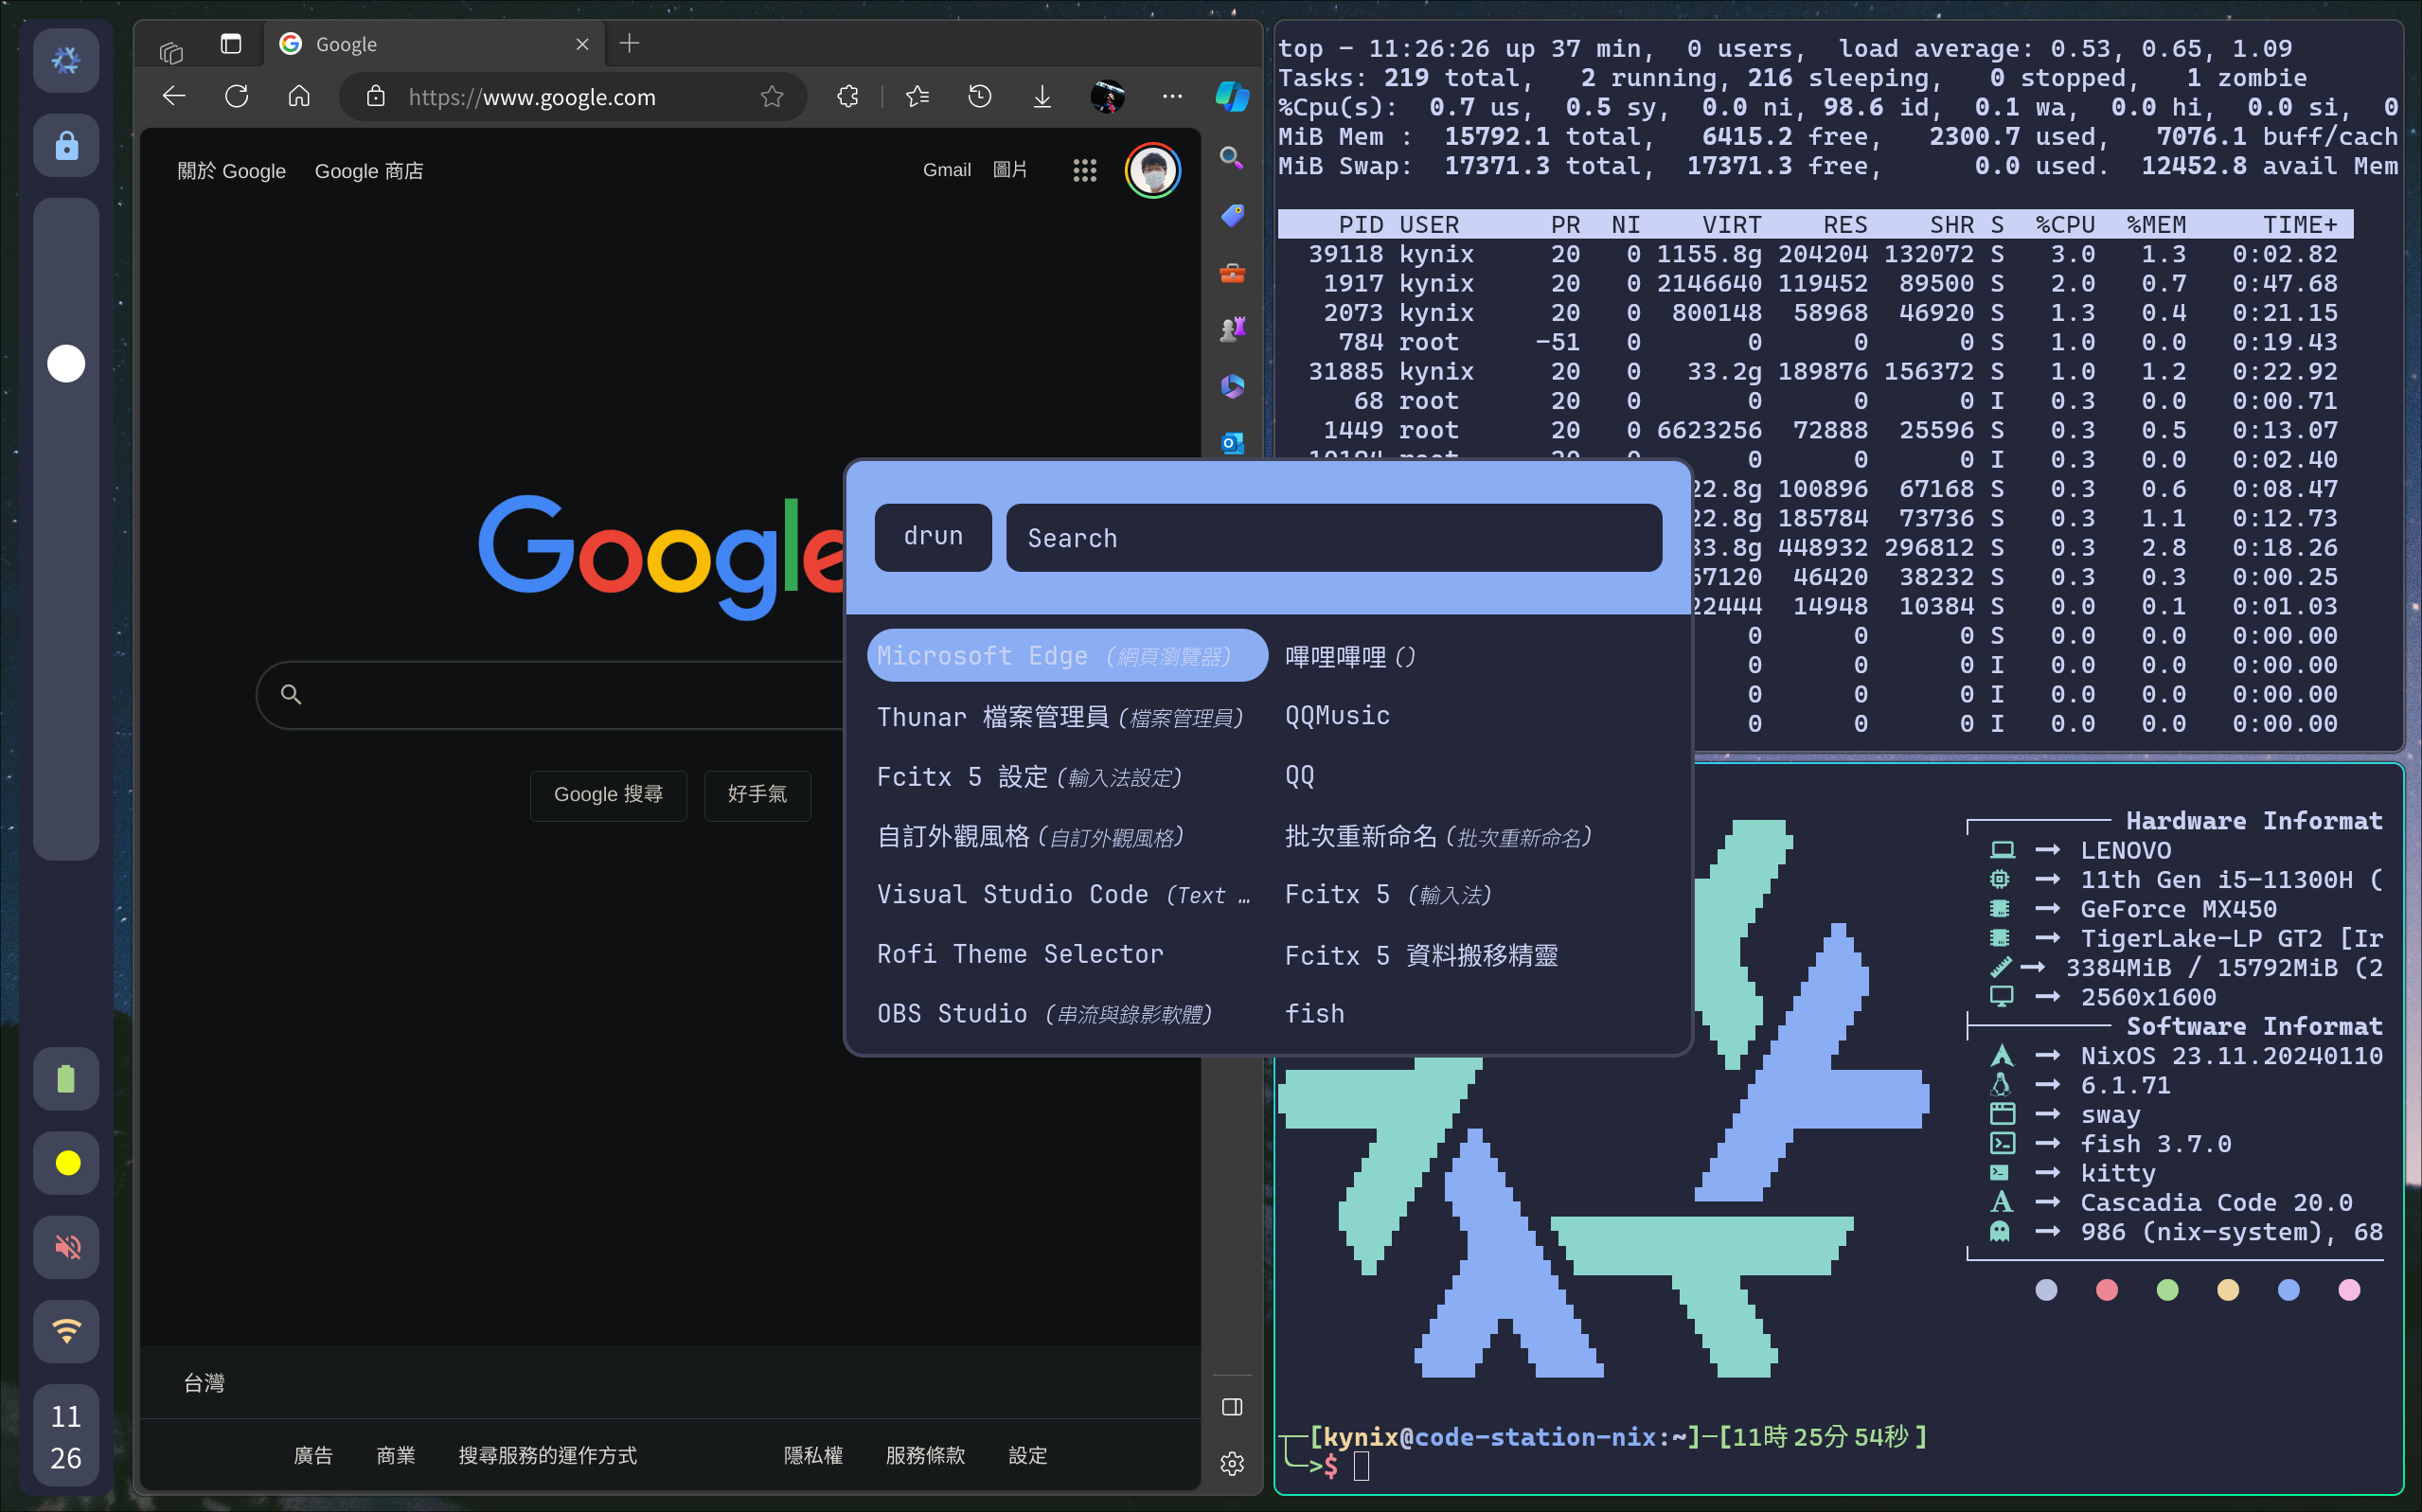 Google
https://www.google.com
關於 Google Google 商店
Gmail 圖片
Google
Google 搜尋 好手氣
台灣
廣告 商業 搜尋服務的運作方式 隱私權 服務條款 設定
11
26
top - 11:26:26 up 37 min,  0 users,  load average: 0.53, 0.65, 1.09
Tasks: 219 total,   2 running, 216 sleeping,   0 stopped,   1 zombie
%Cpu(s):  0.7 us,  0.5 sy,  0.0 ni, 98.6 id,  0.1 wa,  0.0 hi,  0.0 si,  0
MiB Mem :  15792.1 total,   6415.2 free,   2300.7 used,   7076.1 buff/cach
MiB Swap:  17371.3 total,  17371.3 free,      0.0 used.  12452.8 avail Mem
PID USER PR NI VIRT RES SHR S %CPU %MEM TIME+
39118 kynix 20 0 1155.8g 204204 132072 S 3.0 1.3 0:02.82
1917 kynix 20 0 2146640 119452 89500 S 2.0 0.7 0:47.68
2073 kynix 20 0 800148 58968 46920 S 1.3 0.4 0:21.15
784 root -51 0 0 0 0 S 1.0 0.0 0:19.43
31885 kynix 20 0 33.2g 189876 156372 S 1.0 1.2 0:22.92
68 root 20 0 0 0 0 I 0.3 0.0 0:00.71
1449 root 20 0 6623256 72888 25596 S 0.3 0.5 0:13.07
0 0 0 I 0.3 0.0 0:02.40
22.8g 100896 67168 S 0.3 0.6 0:08.47
22.8g 185784 73736 S 0.3 1.1 0:12.73
33.8g 448932 296812 S 0.3 2.8 0:18.26
67120 46420 38232 S 0.3 0.3 0:00.25
22444 14948 10384 S 0.0 0.1 0:01.03
0 0 0 S 0.0 0.0 0:00.00
0 0 0 I 0.0 0.0 0:00.00
0 0 0 I 0.0 0.0 0:00.00
0 0 0 I 0.0 0.0 0:00.00
drun Search
Microsoft Edge (網頁瀏覽器) 嗶哩嗶哩 ()
Thunar 檔案管理員 (檔案管理員) QQMusic
Fcitx 5 設定 (輸入法設定) QQ
自訂外觀風格 (自訂外觀風格) 批次重新命名 (批次重新命名)
Visual Studio Code (Text … Fcitx 5 (輸入法)
Rofi Theme Selector Fcitx 5 資料搬移精靈
OBS Studio (串流與錄影軟體) fish
Hardware Informat
LENOVO
11th Gen i5-11300H (
GeForce MX450
TigerLake-LP GT2 [Ir
3384MiB / 15792MiB (2
2560x1600
Software Informat
NixOS 23.11.20240110
6.1.71
sway
fish 3.7.0
kitty
Cascadia Code 20.0
986 (nix-system), 68
[kynix@code-station-nix:~]-[11時25分54秒]
>$